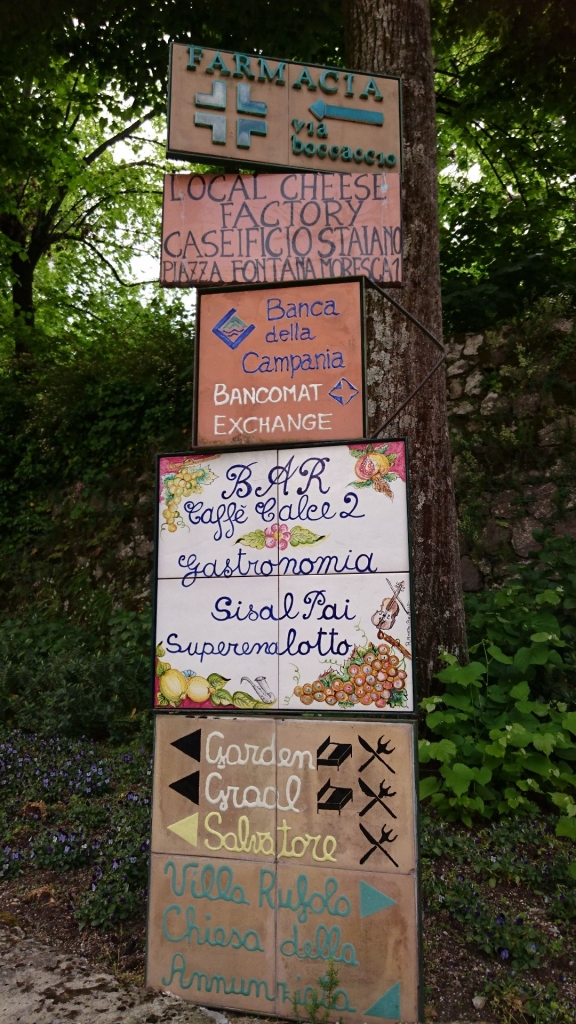 FARMACIA
via
boccaccio
LOCAL CHEESE
FACTORY
CASEIFICIO STAIANO
PIAZZA FONTANA MORESCA 1
Banca
della
Campania
BANCOMAT
EXCHANGE
BAR
Caffè Calce 2
Gastronomia
Sisal Pai
Superenalotto
Garden
Graal
Salvatore
Villa Rufolo
Chiesa della
Annunziata